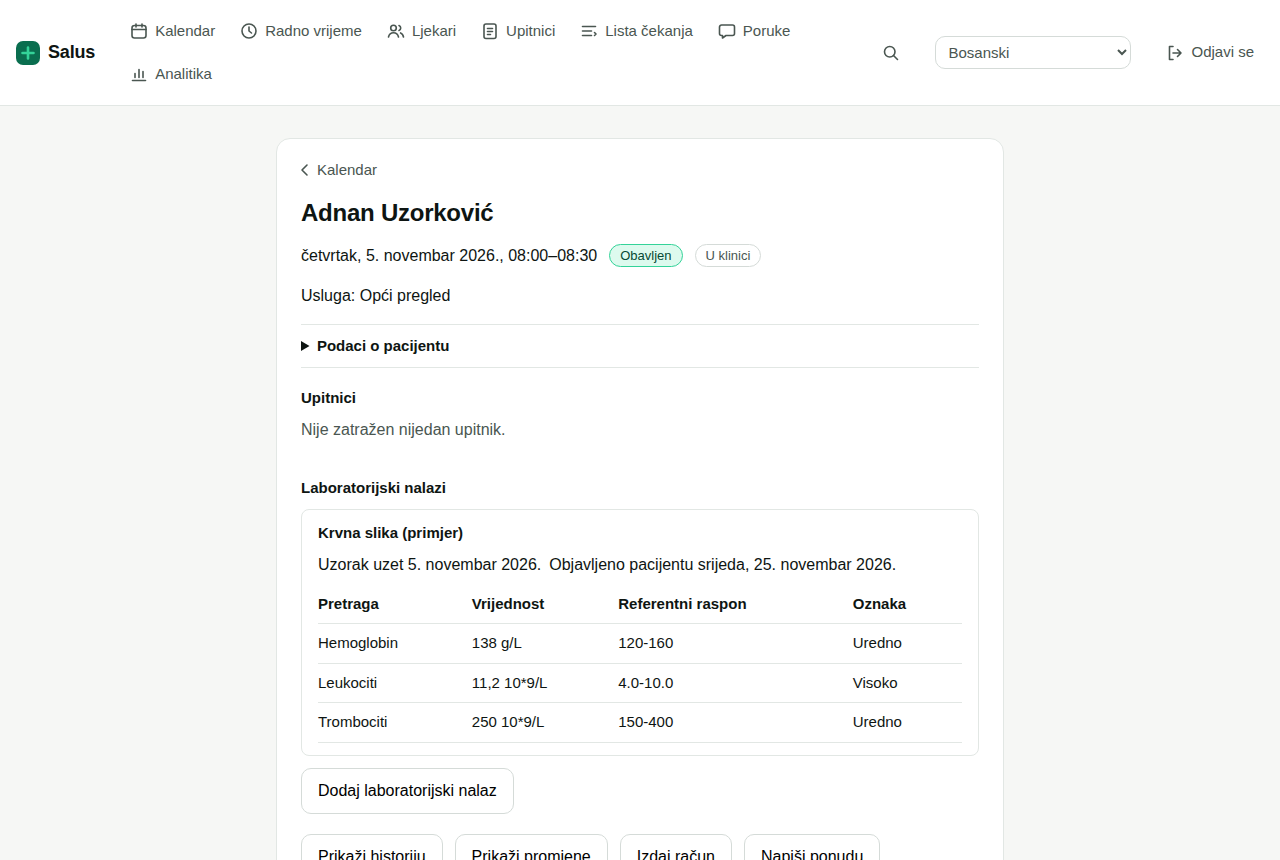 Salus
Kalendar
Radno vrijeme
Ljekari
Upitnici
Lista čekanja
Poruke
Analitika
Bosanski
Odjavi se
Kalendar
Adnan Uzorković
četvrtak, 5. novembar 2026., 08:00–08:30 Obavljen U klinici
Usluga: Opći pregled
Podaci o pacijentu
Upitnici
Nije zatražen nijedan upitnik.
Laboratorijski nalazi
Krvna slika (primjer)
Uzorak uzet 5. novembar 2026. Objavljeno pacijentu srijeda, 25. novembar 2026.
Pretraga Vrijednost Referentni raspon Oznaka
Hemoglobin 138 g/L 120-160 Uredno
Leukociti 11,2 10*9/L 4.0-10.0 Visoko
Trombociti 250 10*9/L 150-400 Uredno
Dodaj laboratorijski nalaz
Prikaži historiju Prikaži promjene Izdaj račun Napiši ponudu